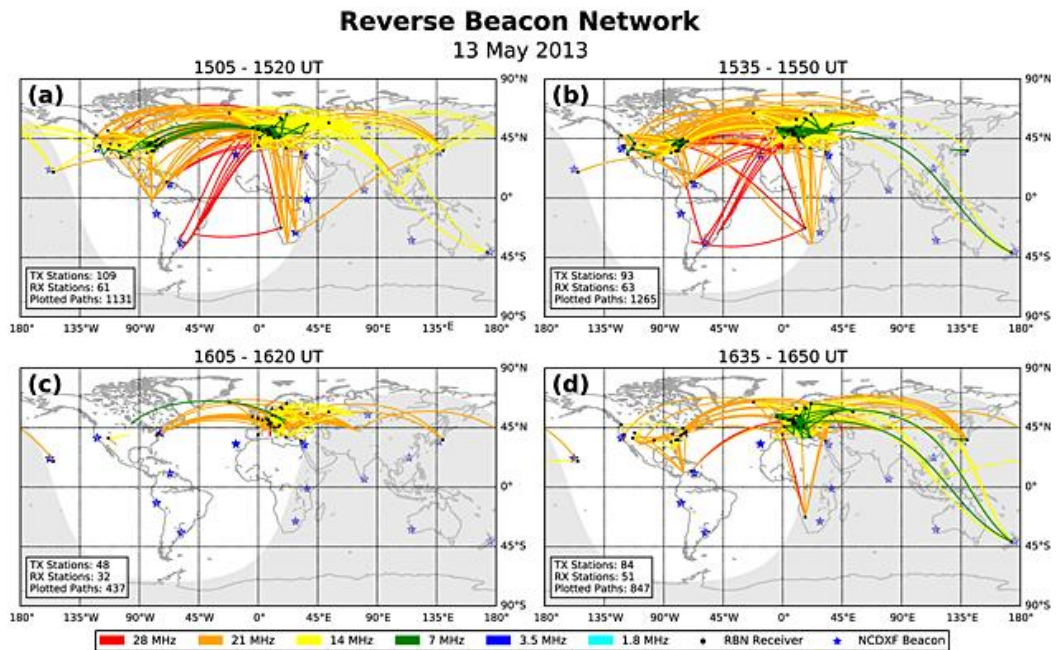 Reverse Beacon Network
13 May 2013
1505 - 1520 UT
(a)
90°N
45°N
0°
45°S
90°S
TX Stations: 109
RX Stations: 61
Plotted Paths: 1131
180° 135°W 90°W 45°W 0° 45°E 90°E 135°E 180°
1535 - 1550 UT
(b)
90°N
45°N
0°
45°S
90°S
TX Stations: 93
RX Stations: 63
Plotted Paths: 1265
180° 135°W 90°W 45°W 0° 45°E 90°E 135°E 180°
1605 - 1620 UT
(c)
90°N
45°N
0°
45°S
90°S
TX Stations: 48
RX Stations: 32
Plotted Paths: 437
180° 135°W 90°W 45°W 0° 45°E 90°E 135°E 180°
1635 - 1650 UT
(d)
90°N
45°N
0°
45°S
90°S
TX Stations: 84
RX Stations: 51
Plotted Paths: 847
180° 135°W 90°W 45°W 0° 45°E 90°E 135°E 180°
28 MHz 21 MHz 14 MHz 7 MHz 3.5 MHz 1.8 MHz RBN Receiver NCDXF Beacon